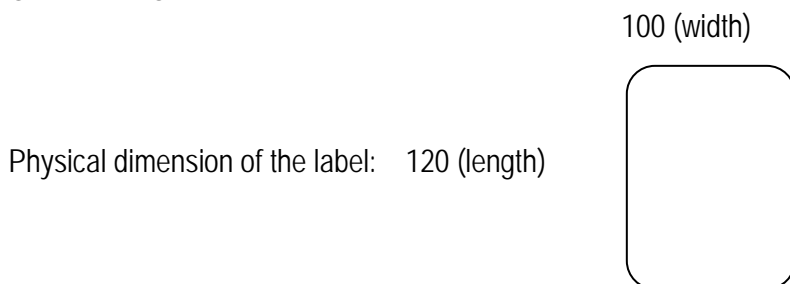 100 (width)
Physical dimension of the label: 120 (length)